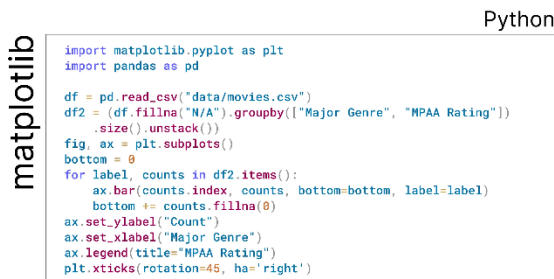 Python
matplotlib
import matplotlib.pyplot as plt
import pandas as pd
df = pd.read_csv("data/movies.csv")
df2 = (df.fillna("N/A").groupby(["Major Genre", "MPAA Rating"])
    .size().unstack())
fig, ax = plt.subplots()
bottom = 0
for label, counts in df2.items():
    ax.bar(counts.index, counts, bottom=bottom, label=label)
    bottom += counts.fillna(0)
ax.set_ylabel("Count")
ax.set_xlabel("Major Genre")
ax.legend(title="MPAA Rating")
plt.xticks(rotation=45, ha='right')